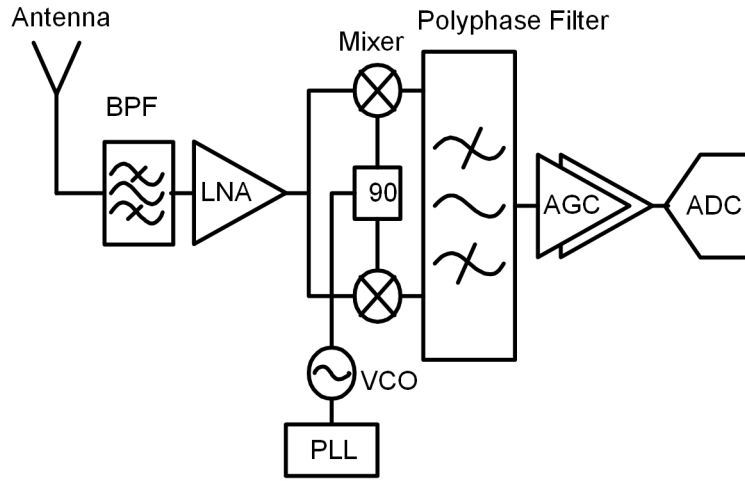 Antenna
Polyphase Filter
Mixer
BPF
LNA
90
AGC
ADC
VCO
PLL